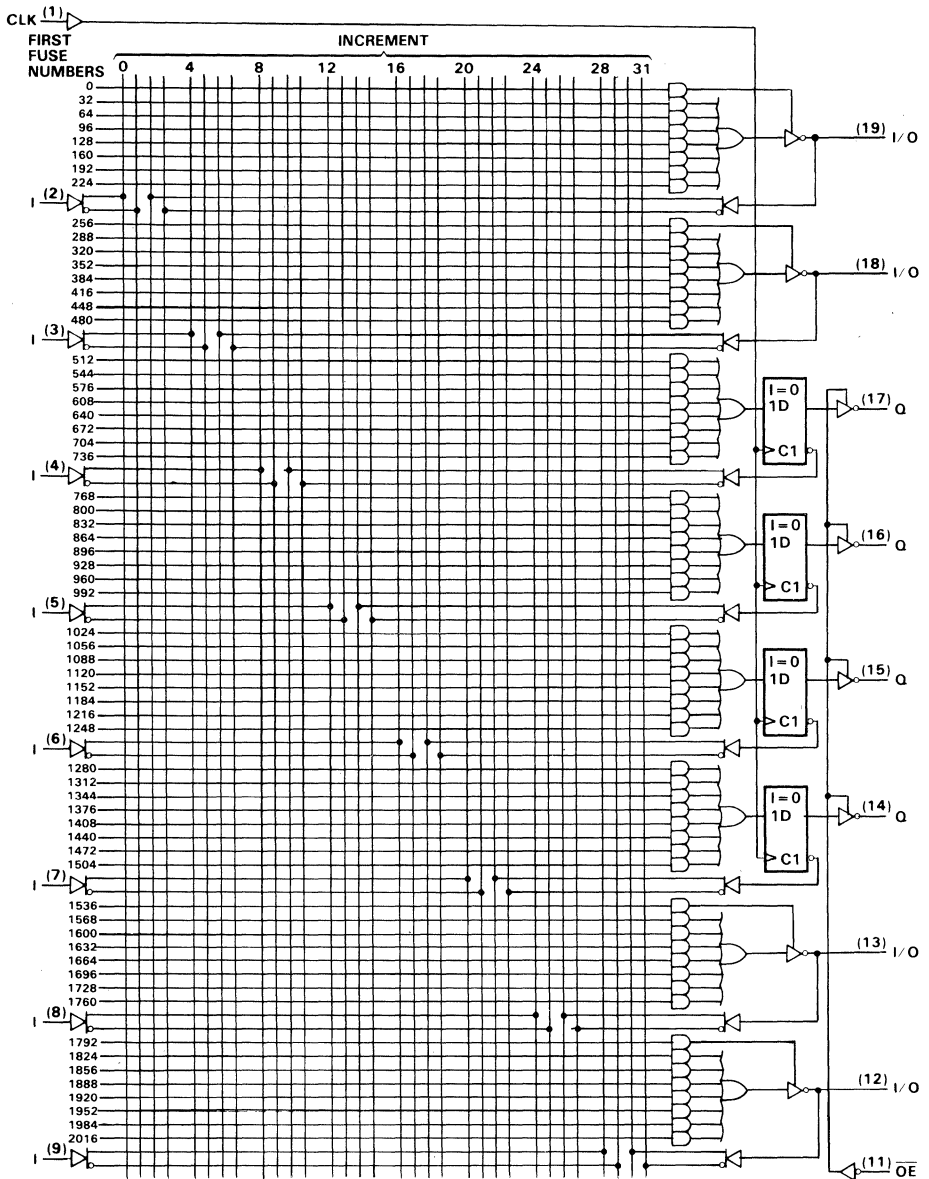 CLK (1)
FIRST
FUSE
NUMBERS
INCREMENT
0 4 8 12 16 20 24 28 31
0
32
64
96
128
160
192
224
(19) I/O
I (2)
256
288
320
352
384
416
448
480
(18) I/O
I (3)
512
544
576
608
640
672
704
736
I = 0
1D
C1
(17) Q
I (4)
768
800
832
864
896
928
960
992
I = 0
1D
C1
(16) Q
I (5)
1024
1056
1088
1120
1152
1184
1216
1248
I = 0
1D
C1
(15) Q
I (6)
1280
1312
1344
1376
1408
1440
1472
1504
I = 0
1D
C1
(14) Q
I (7)
1536
1568
1600
1632
1664
1696
1728
1760
(13) I/O
I (8)
1792
1824
1856
1888
1920
1952
1984
2016
(12) I/O
I (9)
(11) OE